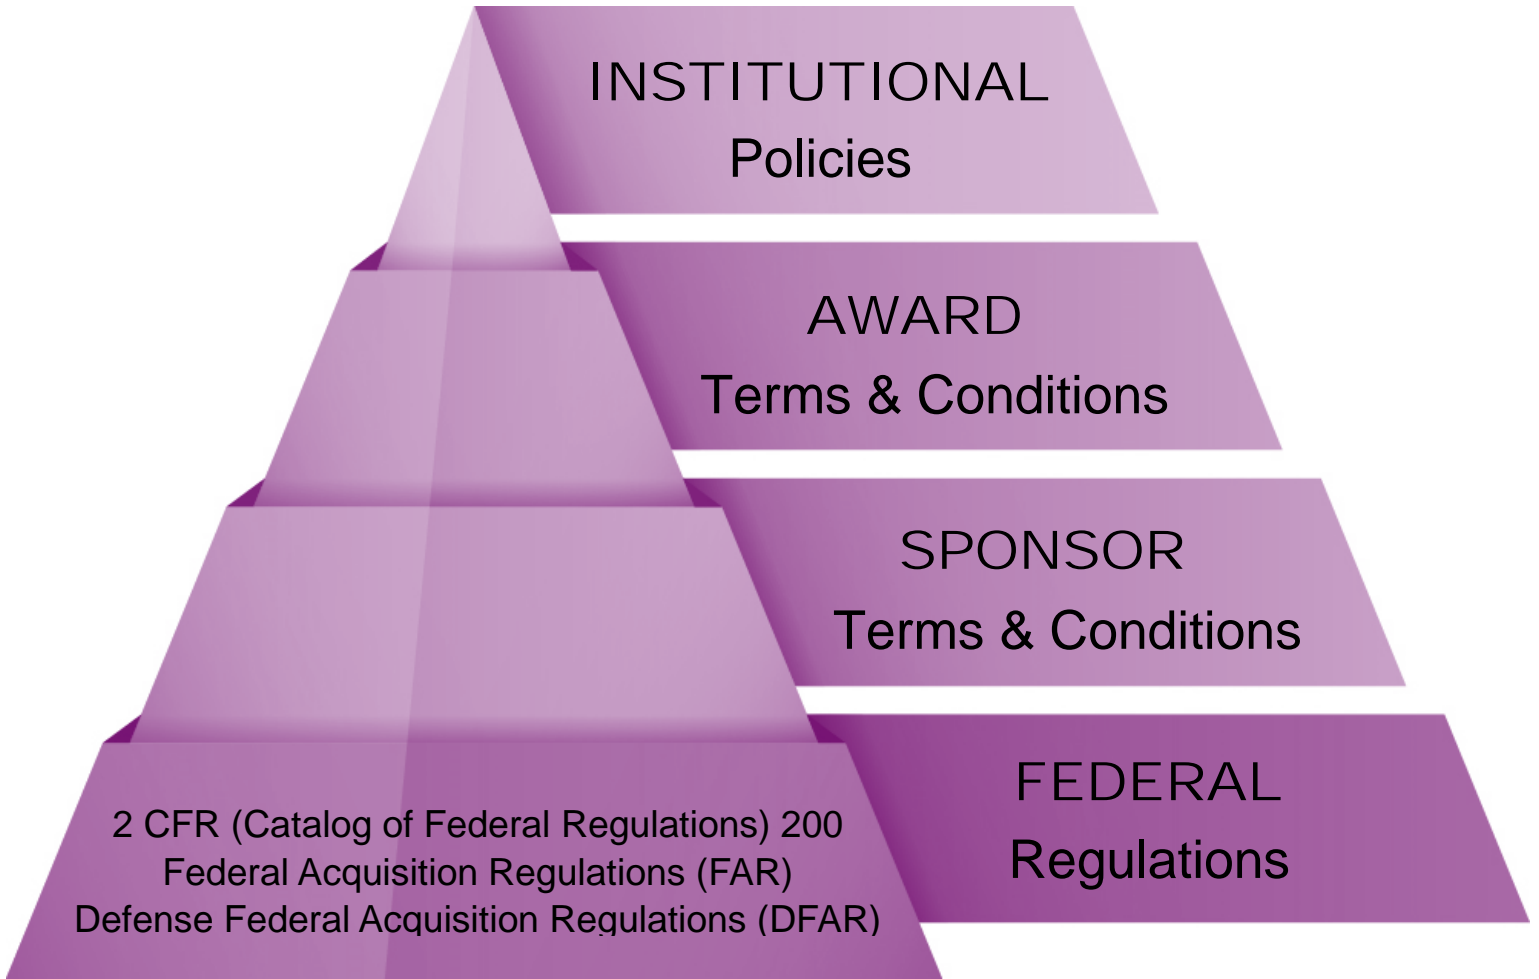 INSTITUTIONAL
Policies
AWARD
Terms & Conditions
SPONSOR
Terms & Conditions
FEDERAL
Regulations
2 CFR (Catalog of Federal Regulations) 200
Federal Acquisition Regulations (FAR)
Defense Federal Acquisition Regulations (DFAR)